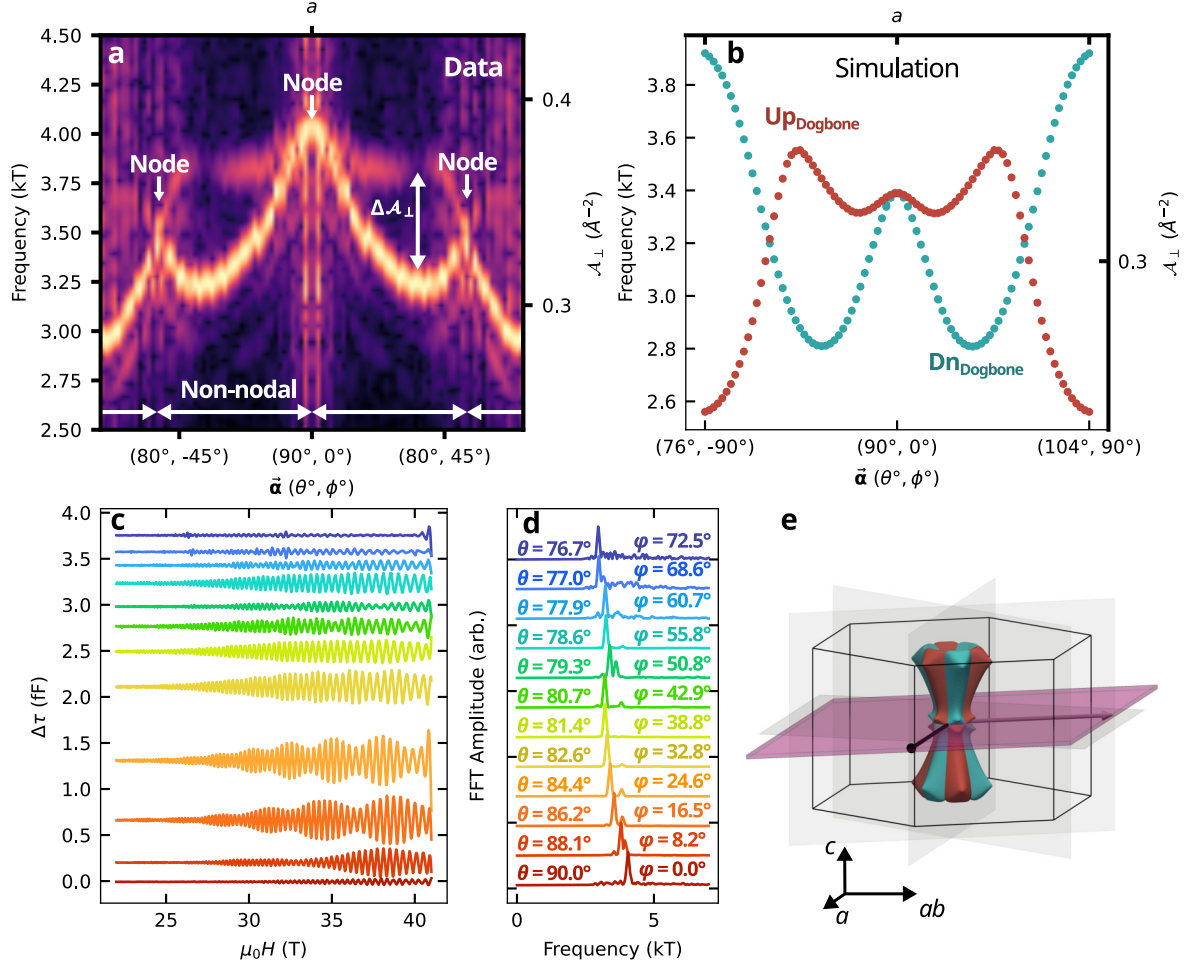 a
4.50
4.25
4.00
3.75
3.50
3.25
3.00
2.75
2.50
Frequency (kT)
a
Data
Node
Node
Node
Δ𝒜⊥
Non-nodal
0.4
0.3
𝒜⊥ (Å⁻²)
(80°, -45°)
(90°, 0°)
(80°, 45°)
α⃗ (θ°, ϕ°)
a
3.8
3.6
3.4
3.2
3.0
2.8
2.6
Frequency (kT)
b
Simulation
Up_Dogbone
Dn_Dogbone
0.3
𝒜⊥ (Å⁻²)
(76°, -90°)
(90°, 0°)
(104°, 90°)
α⃗ (θ°, ϕ°)
c
4.0
3.5
3.0
2.5
2.0
1.5
1.0
0.5
0.0
Δτ (fF)
25
30
35
40
μ₀H (T)
d
FFT Amplitude (arb.)
θ = 76.7° φ = 72.5°
θ = 77.0° φ = 68.6°
θ = 77.9° φ = 60.7°
θ = 78.6° φ = 55.8°
θ = 79.3° φ = 50.8°
θ = 80.7° φ = 42.9°
θ = 81.4° φ = 38.8°
θ = 82.6° φ = 32.8°
θ = 84.4° φ = 24.6°
θ = 86.2° φ = 16.5°
θ = 88.1° φ = 8.2°
θ = 90.0° φ = 0.0°
0
5
Frequency (kT)
e
c
a
ab